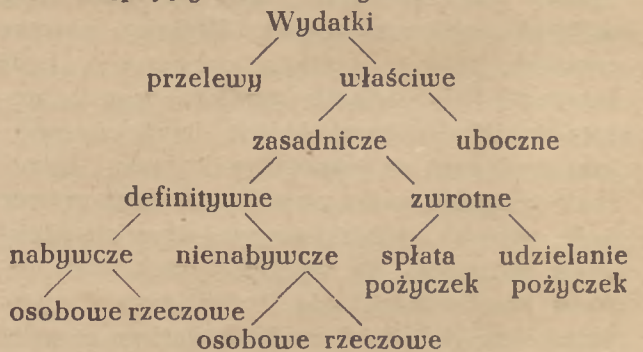 Wydatki
przelewy właściwe
zasadnicze uboczne
definitywne zwrotne
nabywcze nienabywcze spłata udzielanie
pożyczek pożyczek
osobowe rzeczowe
osobowe rzeczowe